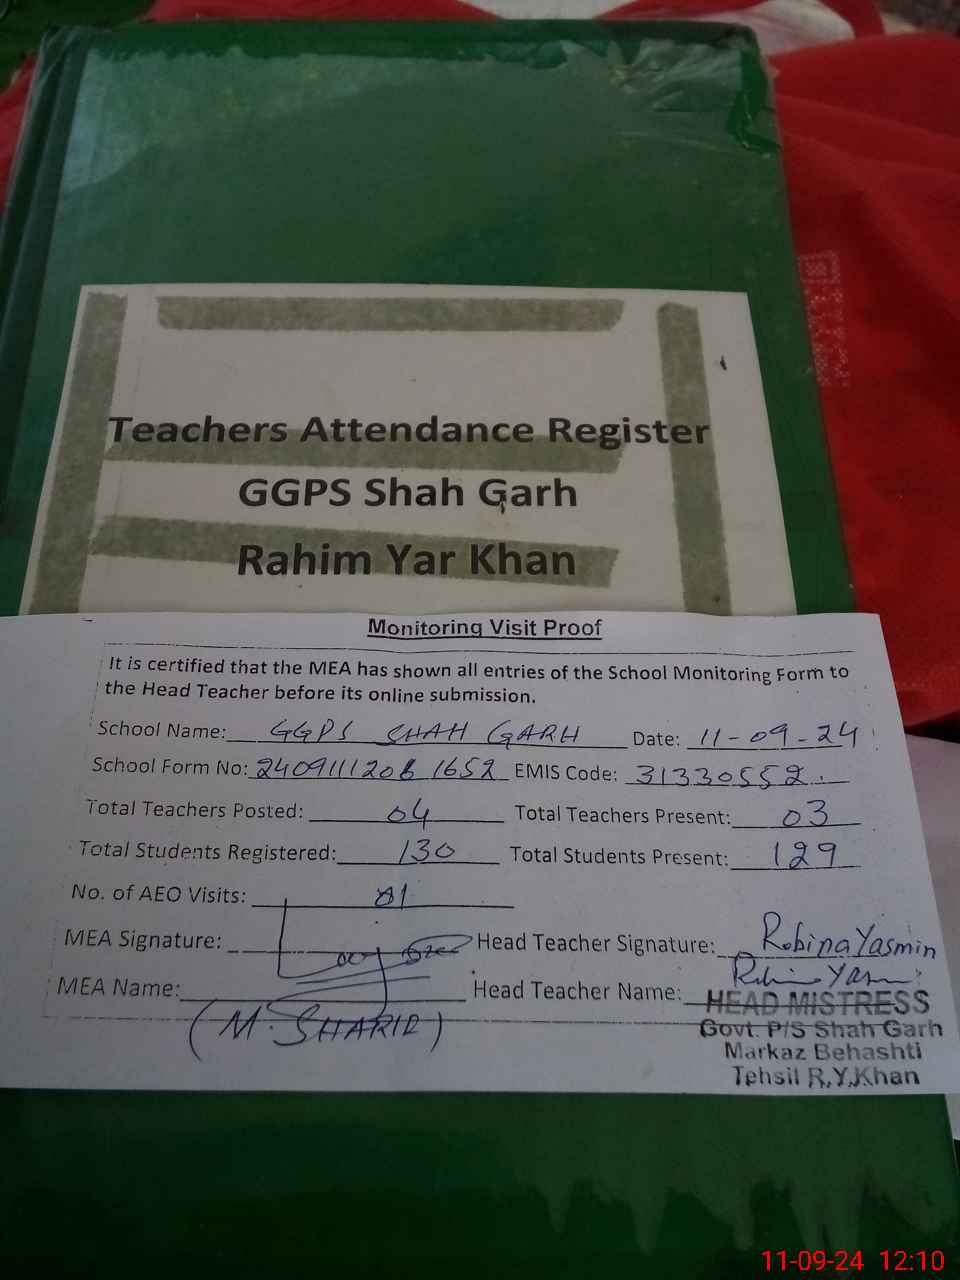 Teachers Attendance Register
GGPS Shah Garh
Rahim Yar Khan
Monitoring Visit Proof
It is certified that the MEA has shown all entries of the School Monitoring Form to
the Head Teacher before its online submission.
School Name: GGPS SHAH GARH Date: 11-09-24
School Form No: 2409111208 1652 EMIS Code: 31330552
Total Teachers Posted: 04 Total Teachers Present: 03
Total Students Registered: 130 Total Students Present: 129
No. of AEO Visits: 01
MEA Signature: Head Teacher Signature: Robina Yasmin
MEA Name: Head Teacher Name:
(M. SHARIF)
HEAD MISTRESS
Govt. P/S Shah Garh
Markaz Behashti
Tehsil R.Y.Khan
11-09-24 12:10